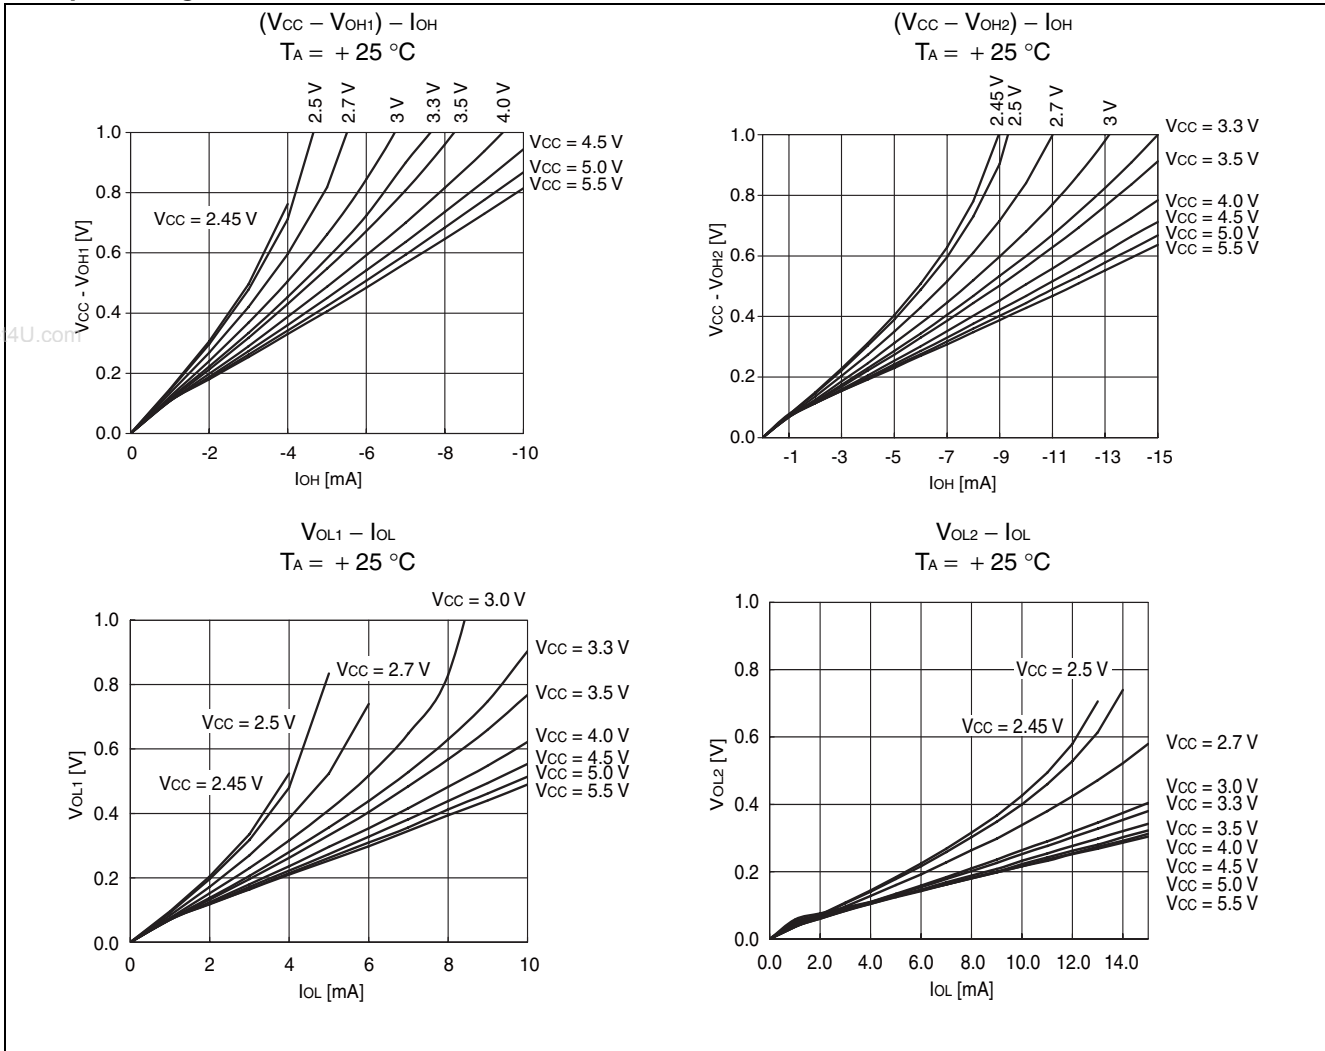 (VCC – VOH1) – IOH
TA = + 25 °C
2.5 V
2.7 V
3 V
3.3 V
3.5 V
4.0 V
1.0
0.8
0.6
0.4
0.2
0.0
VCC - VOH1 [V]
VCC = 2.45 V
VCC = 4.5 V
VCC = 5.0 V
VCC = 5.5 V
0 -2 -4 -6 -8 -10
IOH [mA]
t4U.com
(VCC – VOH2) – IOH
TA = + 25 °C
2.45 V
2.5 V
2.7 V
3 V
1.0
0.8
0.6
0.4
0.2
0.0
VCC - VOH2 [V]
VCC = 3.3 V
VCC = 3.5 V
VCC = 4.0 V
VCC = 4.5 V
VCC = 5.0 V
VCC = 5.5 V
-1 -3 -5 -7 -9 -11 -13 -15
IOH [mA]
VOL1 – IOL
TA = + 25 °C
VCC = 3.0 V
1.0
0.8
0.6
0.4
0.2
0.0
VOL1 [V]
VCC = 2.7 V
VCC = 2.5 V
VCC = 2.45 V
VCC = 3.3 V
VCC = 3.5 V
VCC = 4.0 V
VCC = 4.5 V
VCC = 5.0 V
VCC = 5.5 V
0 2 4 6 8 10
IOL [mA]
VOL2 – IOL
TA = + 25 °C
1.0
0.8
0.6
0.4
0.2
0.0
VOL2 [V]
VCC = 2.5 V
VCC = 2.45 V
VCC = 2.7 V
VCC = 3.0 V
VCC = 3.3 V
VCC = 3.5 V
VCC = 4.0 V
VCC = 4.5 V
VCC = 5.0 V
VCC = 5.5 V
0.0 2.0 4.0 6.0 8.0 10.0 12.0 14.0
IOL [mA]